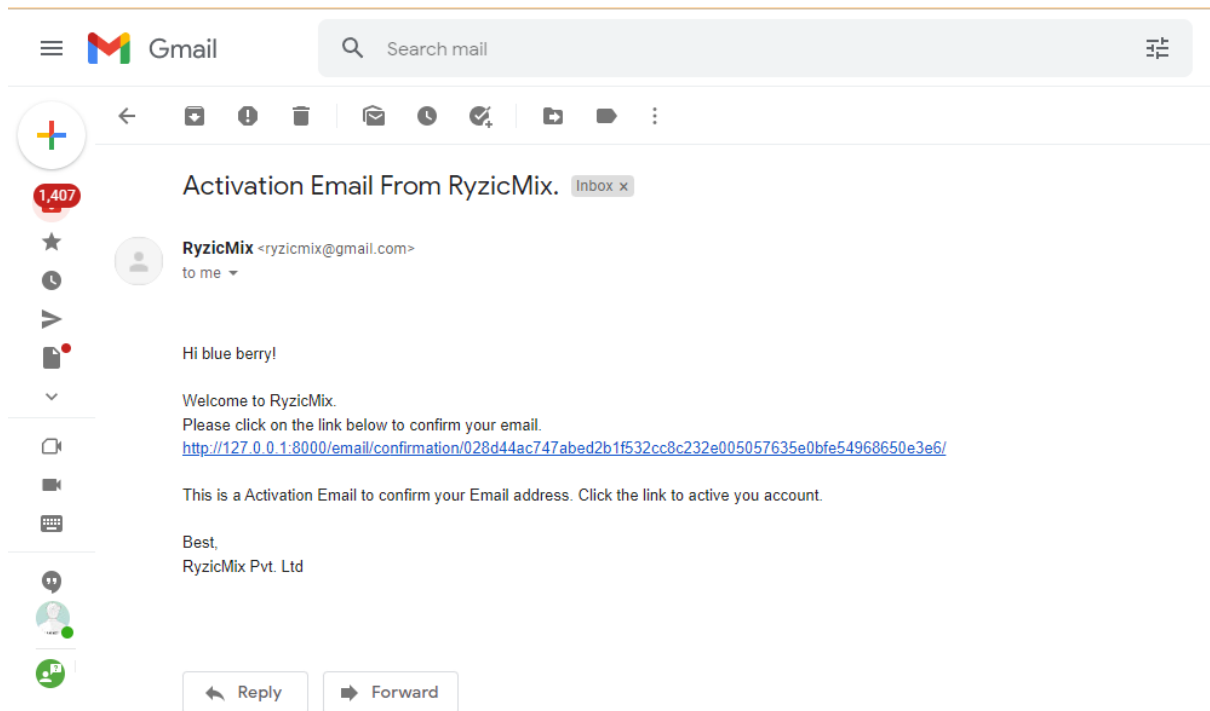 Gmail
Search mail
1,407
Activation Email From RyzicMix. Inbox x
RyzicMix <ryzicmix@gmail.com>
to me
Hi blue berry!
Welcome to RyzicMix.
Please click on the link below to confirm your email.
http://127.0.0.1:8000/email/confirmation/028d44ac747abed2b1f532cc8c232e005057635e0bfe54968650e3e6/
This is a Activation Email to confirm your Email address. Click the link to active you account.
Best,
RyzicMix Pvt. Ltd
Reply
Forward